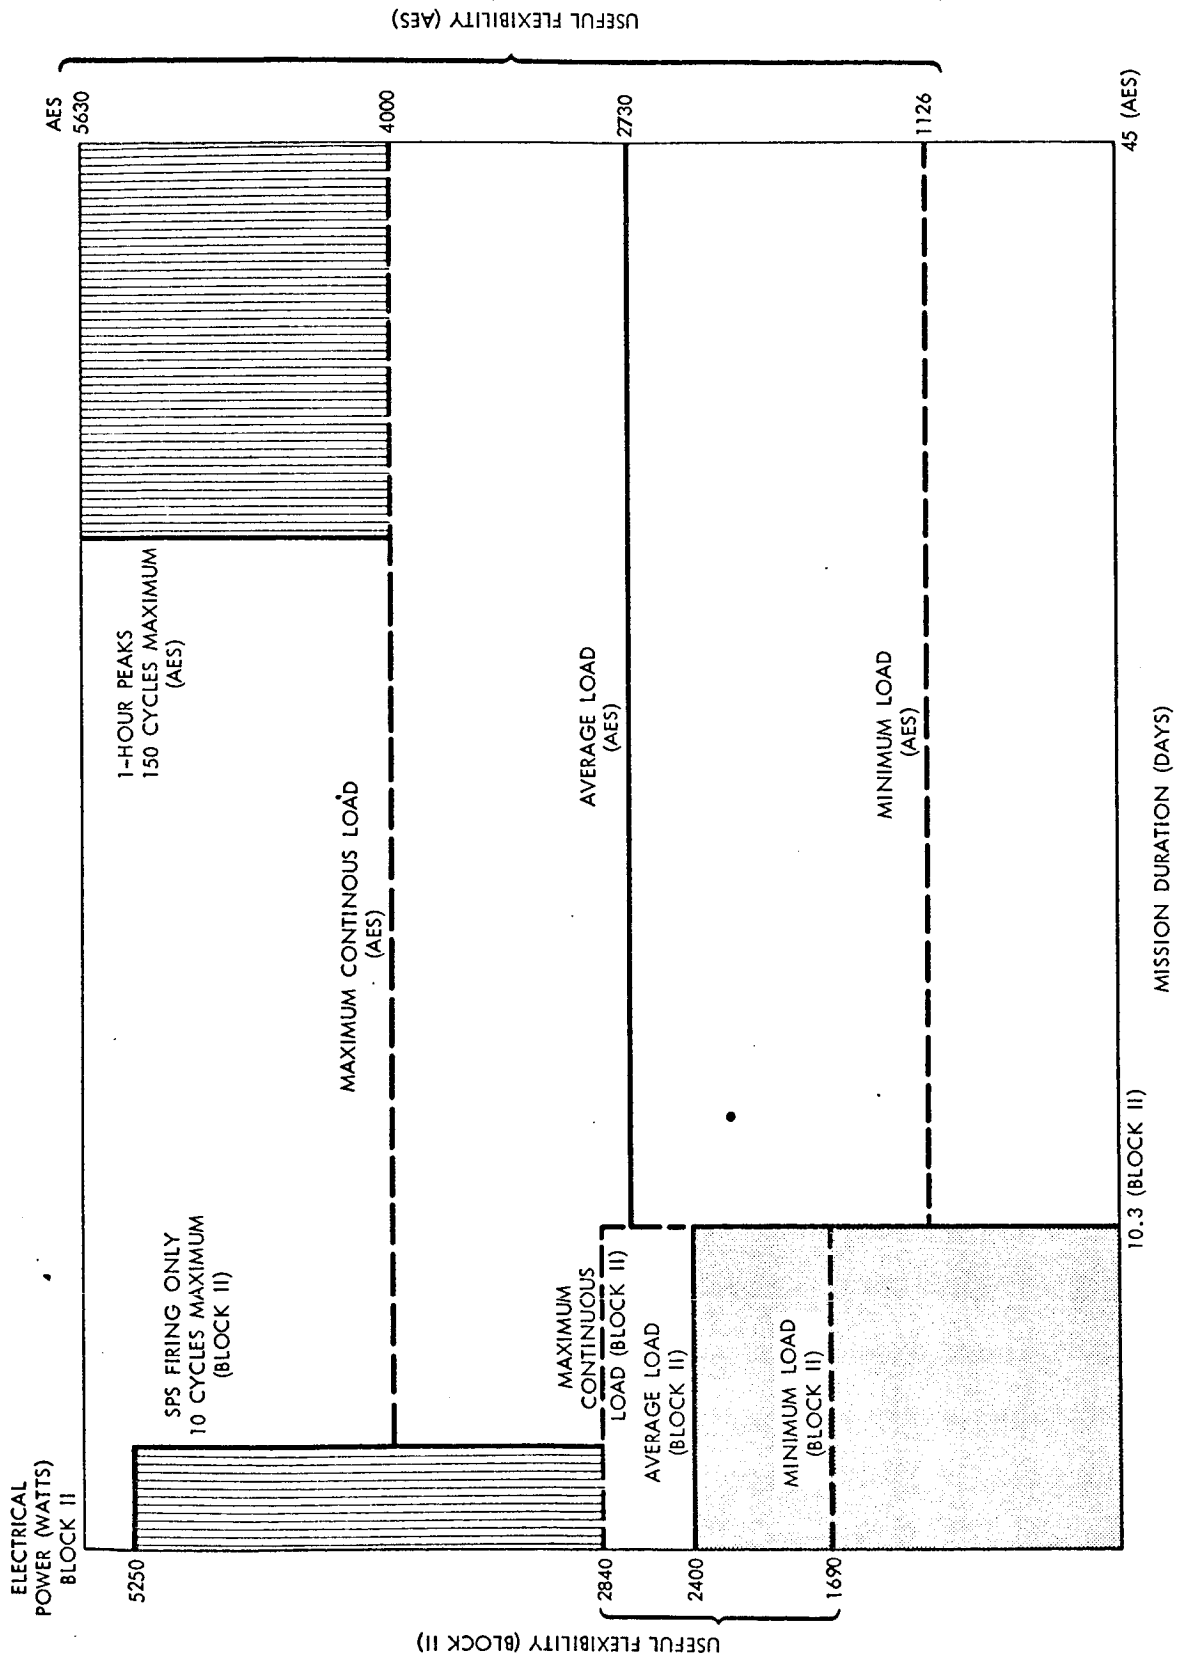 ELECTRICAL
POWER (WATTS)
BLOCK II
AES
5250
2840
2400
1690
USEFUL FLEXIBILITY (BLOCK II)
SPS FIRING ONLY
10 CYCLES MAXIMUM
(BLOCK II)
1-HOUR PEAKS
150 CYCLES MAXIMUM
(AES)
MAXIMUM CONTINOUS LOAD
(AES)
MAXIMUM
CONTINUOUS
LOAD (BLOCK II)
AVERAGE LOAD
(BLOCK II)
MINIMUM LOAD
(BLOCK II)
AVERAGE LOAD
(AES)
MINIMUM LOAD
(AES)
5630
4000
2730
1126
USEFUL FLEXIBILITY (AES)
10.3 (BLOCK II)
45 (AES)
MISSION DURATION (DAYS)